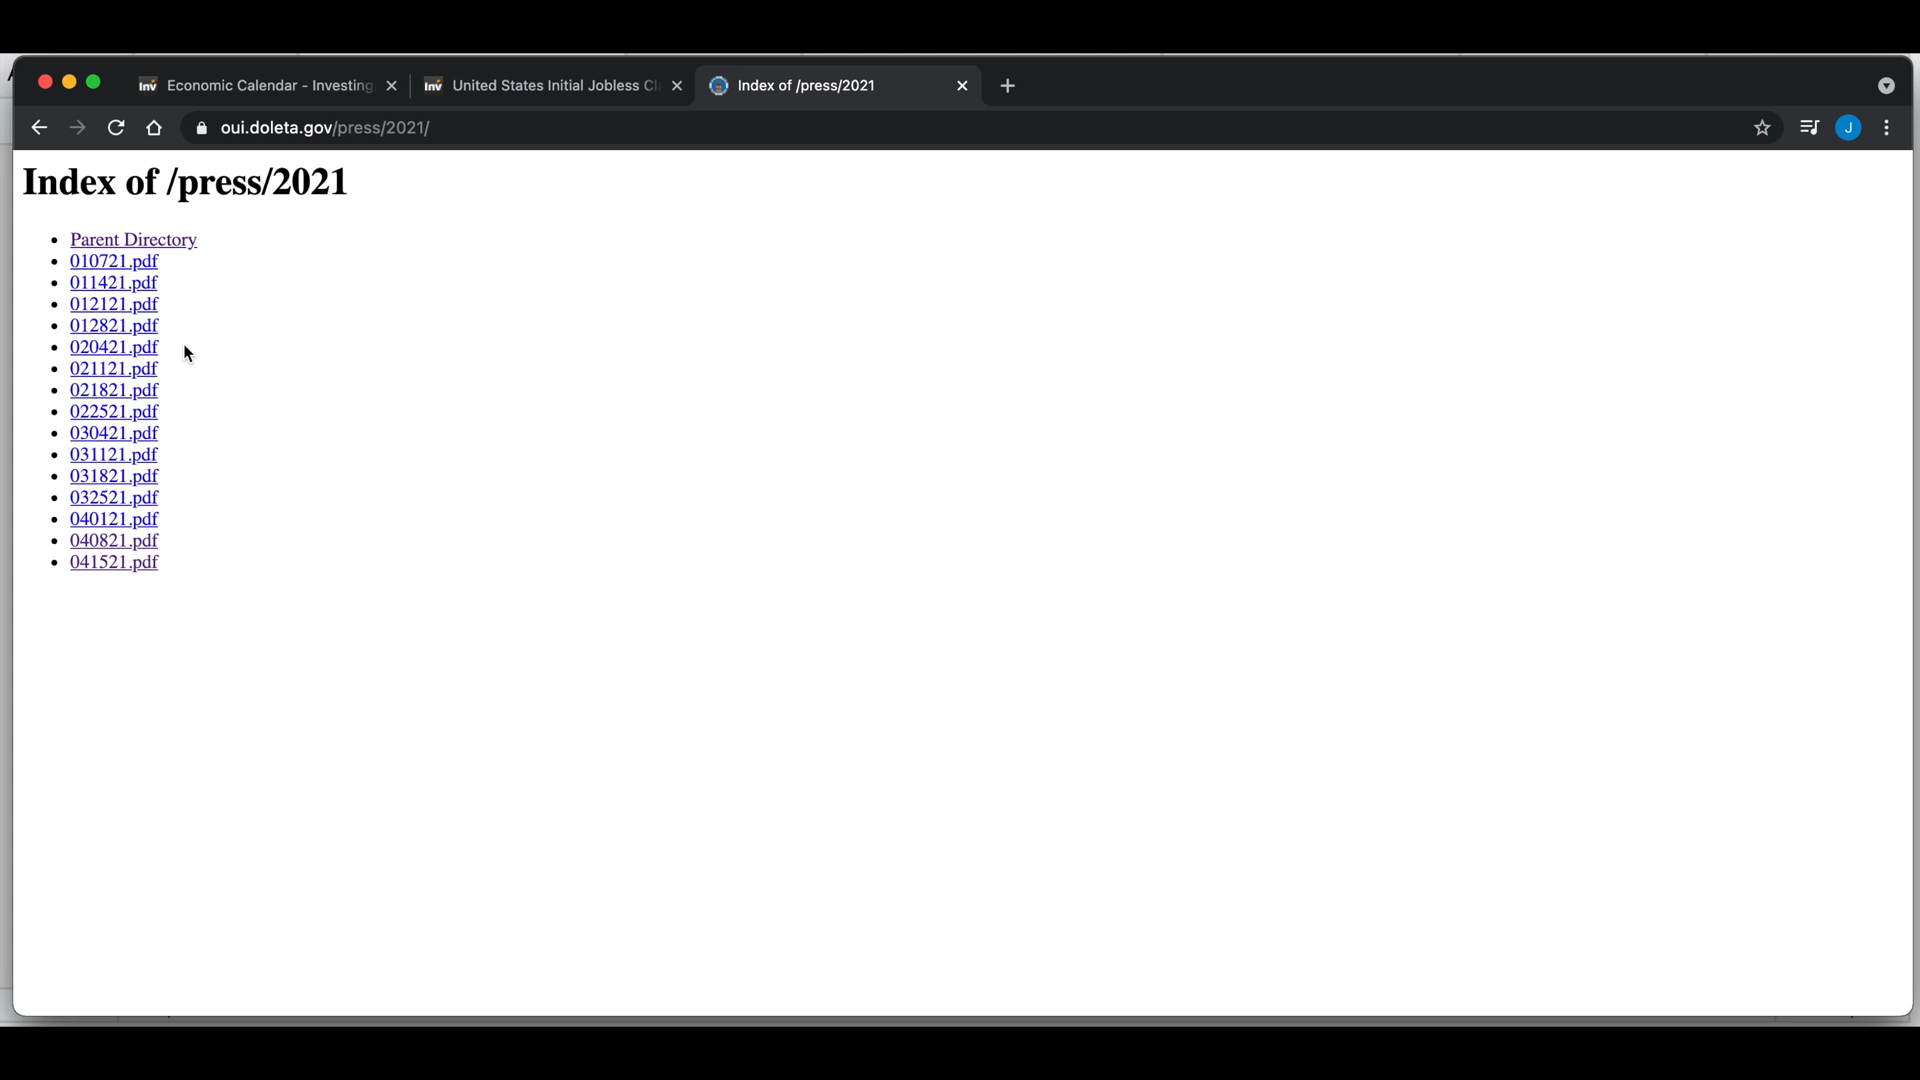 Inv Economic Calendar - Investing
Inv United States Initial Jobless Cl
Index of /press/2021
oui.doleta.gov/press/2021/
J
Index of /press/2021
Parent Directory
010721.pdf
011421.pdf
012121.pdf
012821.pdf
020421.pdf
021121.pdf
021821.pdf
022521.pdf
030421.pdf
031121.pdf
031821.pdf
032521.pdf
040121.pdf
040821.pdf
041521.pdf